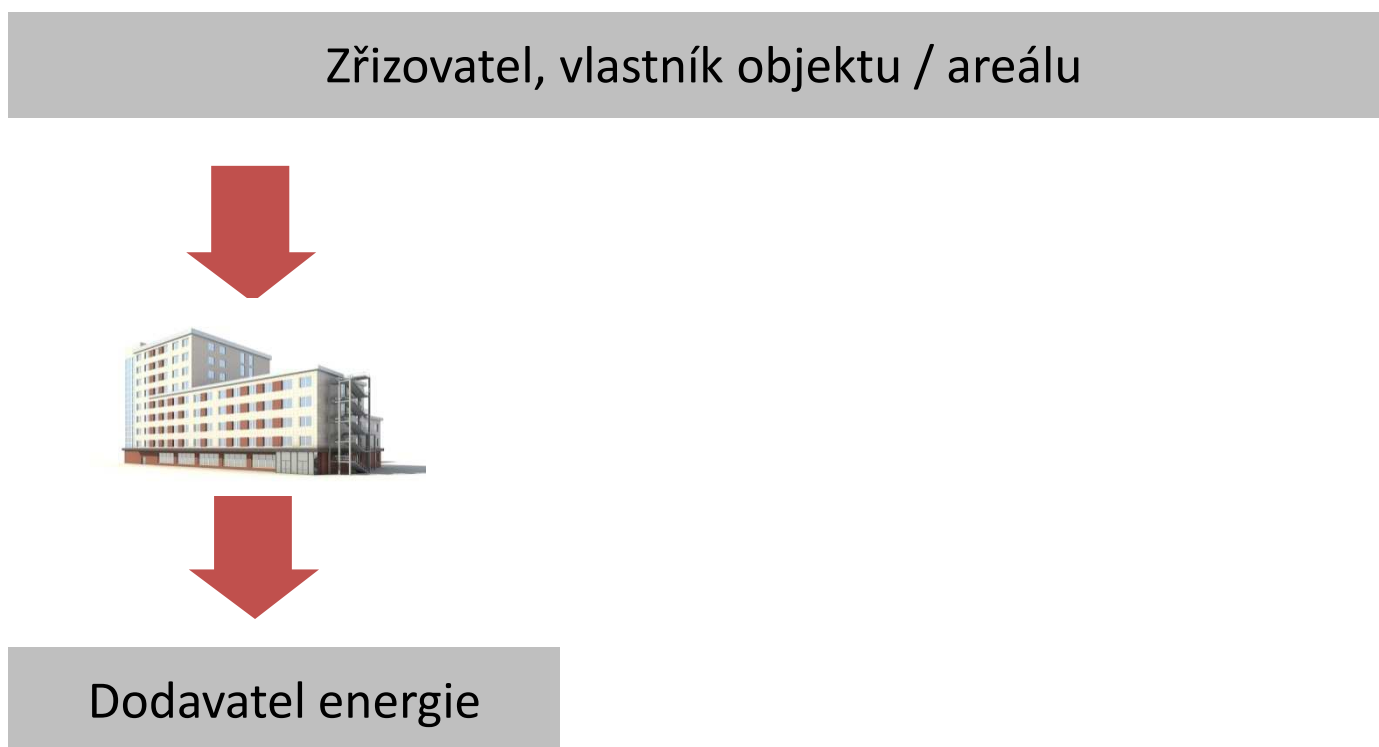 Zřizovatel, vlastník objektu / areálu
Dodavatel energie